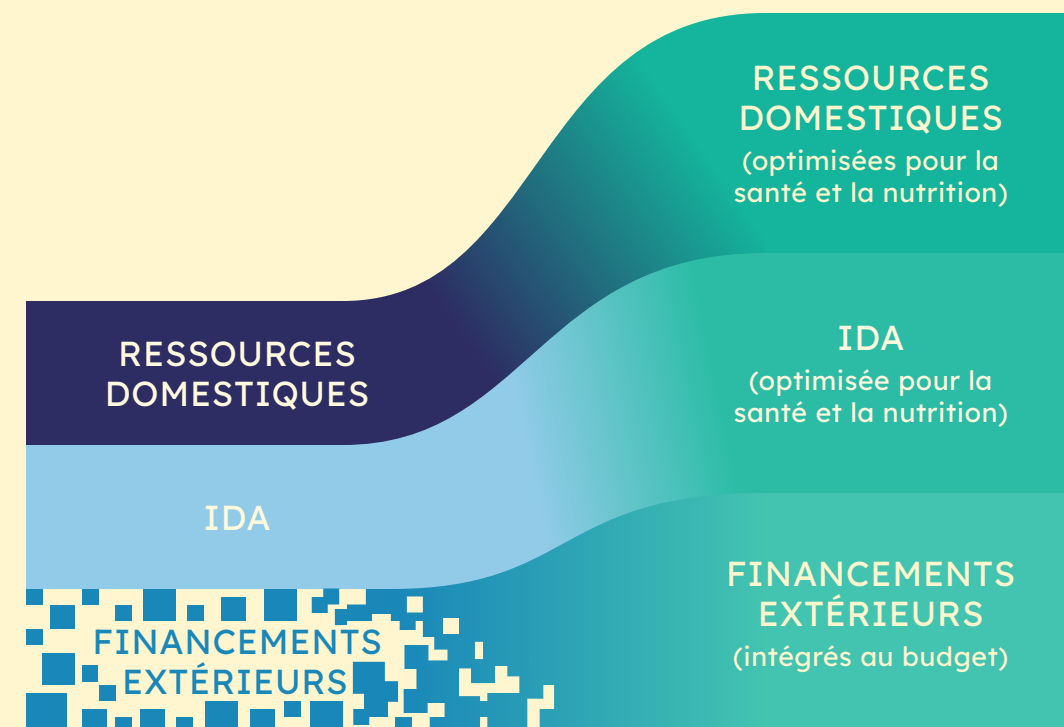 RESSOURCES
DOMESTIQUES
IDA
FINANCEMENTS
EXTÉRIEURS
RESSOURCES
DOMESTIQUES
(optimisées pour la
santé et la nutrition)
IDA
(optimisée pour la
santé et la nutrition)
FINANCEMENTS
EXTÉRIEURS
(intégrés au budget)